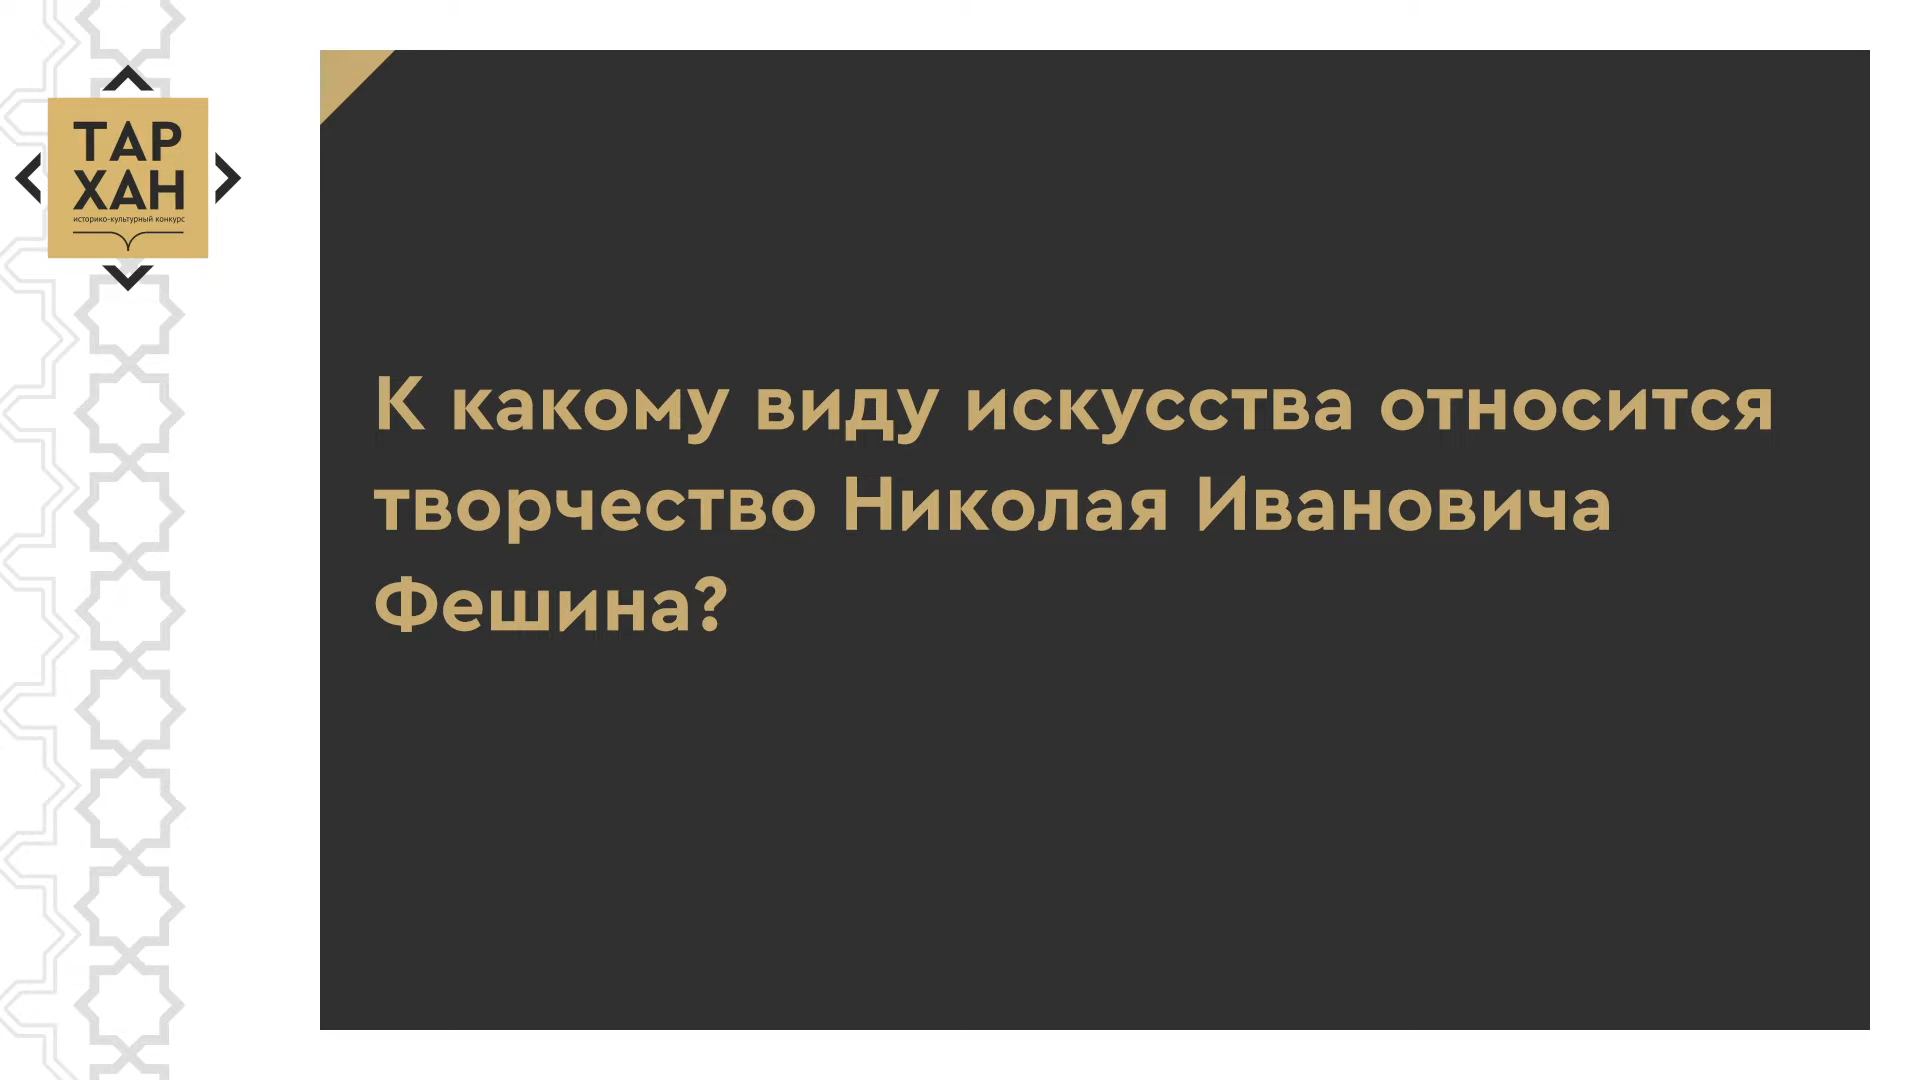 ТАР
ХАН
историко-культурный конкурс
К какому виду искусства относится
творчество Николая Ивановича
Фешина?